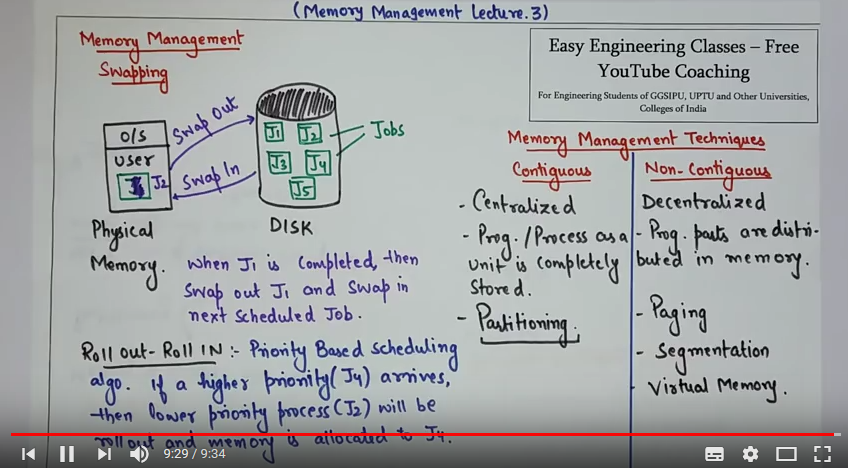 (Memory Management Lecture.3)
Memory Management
Swapping
Easy Engineering Classes – Free
YouTube Coaching
For Engineering Students of GGSIPU, UPTU and Other Universities,
Colleges of India
O/S
USER
J2
Swap Out
Swap In
J1 J2
J3 J4
J5
Jobs
Physical
Memory.
DISK
When J1 is completed, then
swap out J1 and swap in
next scheduled Job.
Roll out- Roll IN :- Priority Based scheduling
algo. if a higher priority (J4) arrives,
then lower priority process (J2) will be
roll out and memory is allocated to J4.
Memory Management Techniques
Contiguous
- Centralized
- Prog./Process as a
unit is completely
stored.
- Partitioning.
Non-Contiguous
Decentralized
- Prog. parts are distri-
buted in memory.
- Paging
- Segmentation
- Virtual Memory.
9:29 / 9:34